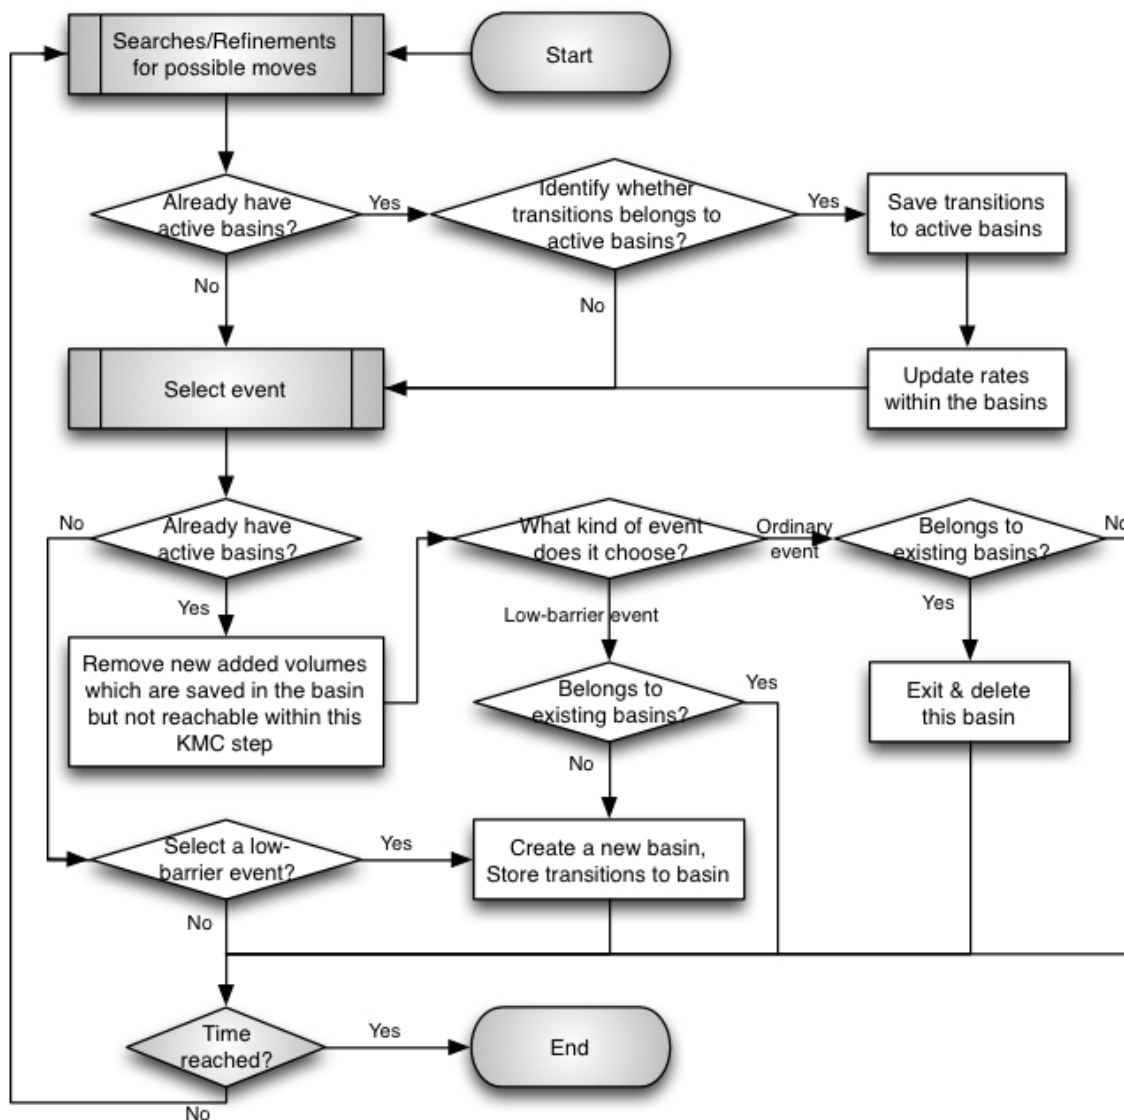 Searches/Refinements
for possible moves
Start
Already have
active basins?
Yes
Identify whether
transitions belongs to
active basins?
Yes
Save transitions
to active basins
No
No
Select event
Update rates
within the basins
No
Already have
active basins?
What kind of event
does it choose?
Ordinary
event
Belongs to
existing basins?
No
Yes
Low-barrier event
Yes
Remove new added volumes
which are saved in the basin
but not reachable within this
KMC step
Belongs to
existing basins?
Yes
Exit & delete
this basin
No
Select a low-
barrier event?
Yes
Create a new basin,
Store transitions to basin
No
Time
reached?
Yes
End
No